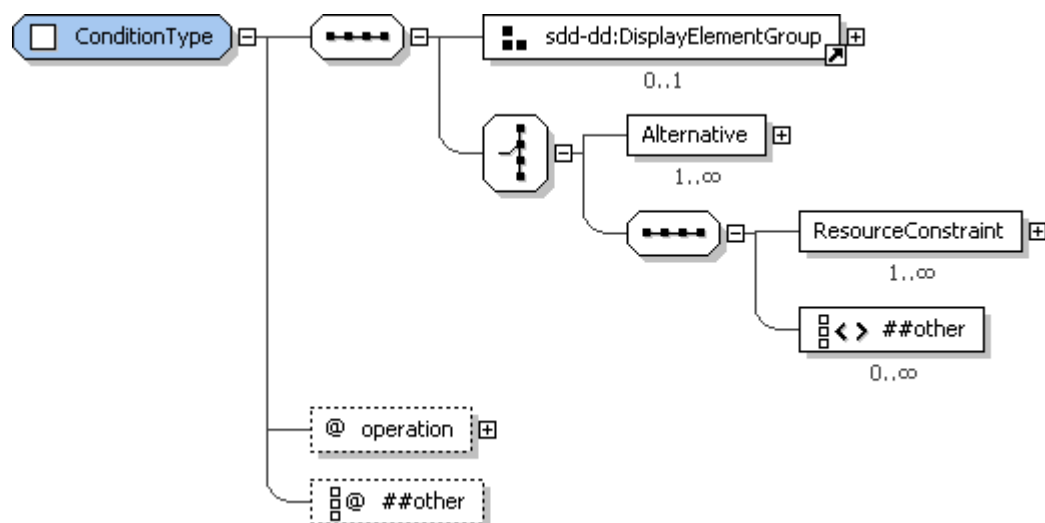 ConditionType
sdd-dd:DisplayElementGroup
0..1
Alternative
1..∞
ResourceConstraint
1..∞
##other
0..∞
@ operation
@ ##other